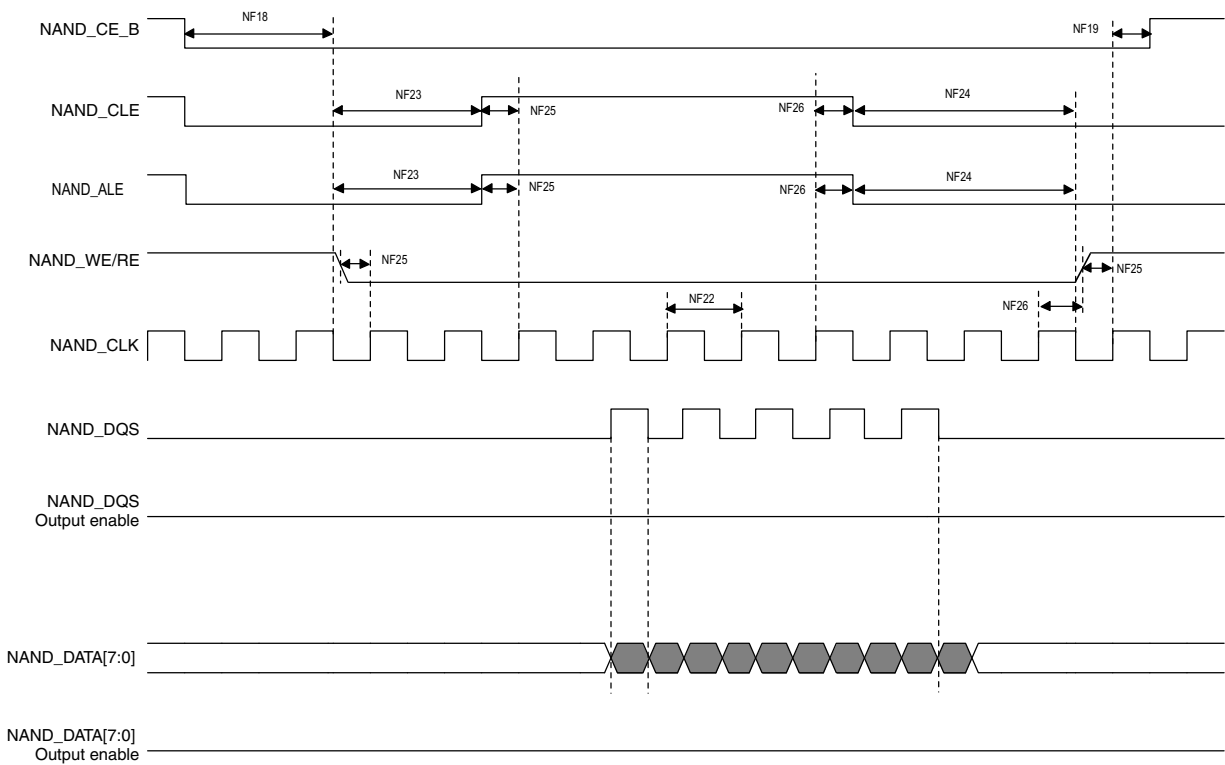 NF18
NAND_CE_B
NF19
NF23
NF25
NF26
NF24
NAND_CLE
NF23
NF25
NF26
NF24
NAND_ALE
NAND_WE/RE
NF25
NF25
NF22
NF26
NAND_CLK
NAND_DQS
NAND_DQS
Output enable
NAND_DATA[7:0]
NAND_DATA[7:0]
Output enable